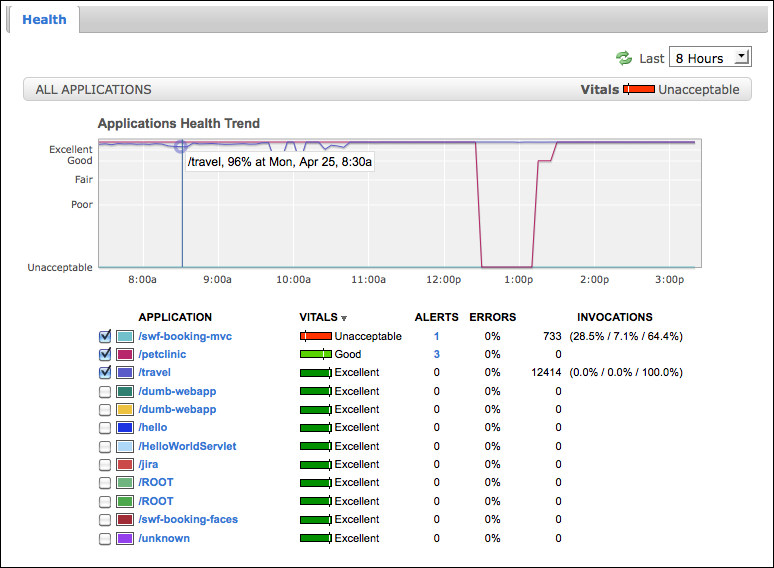 Health
Last 8 Hours
ALL APPLICATIONS Vitals Unacceptable
Applications Health Trend
Excellent
Good
Fair
Poor
Unacceptable
/travel, 96% at Mon, Apr 25, 8:30a
8:00a 9:00a 10:00a 11:00a 12:00p 1:00p 2:00p 3:00p
APPLICATION VITALS ALERTS ERRORS INVOCATIONS
/swf-booking-mvc Unacceptable 1 0% 733 (28.5% / 7.1% / 64.4%)
/petclinic Good 3 0% 0
/travel Excellent 0 0% 12414 (0.0% / 0.0% / 100.0%)
/dumb-webapp Excellent 0 0% 0
/dumb-webapp Excellent 0 0% 0
/hello Excellent 0 0% 0
/HelloWorldServlet Excellent 0 0% 0
/jira Excellent 0 0% 0
/ROOT Excellent 0 0% 0
/ROOT Excellent 0 0% 0
/swf-booking-faces Excellent 0 0% 0
/unknown Excellent 0 0% 0